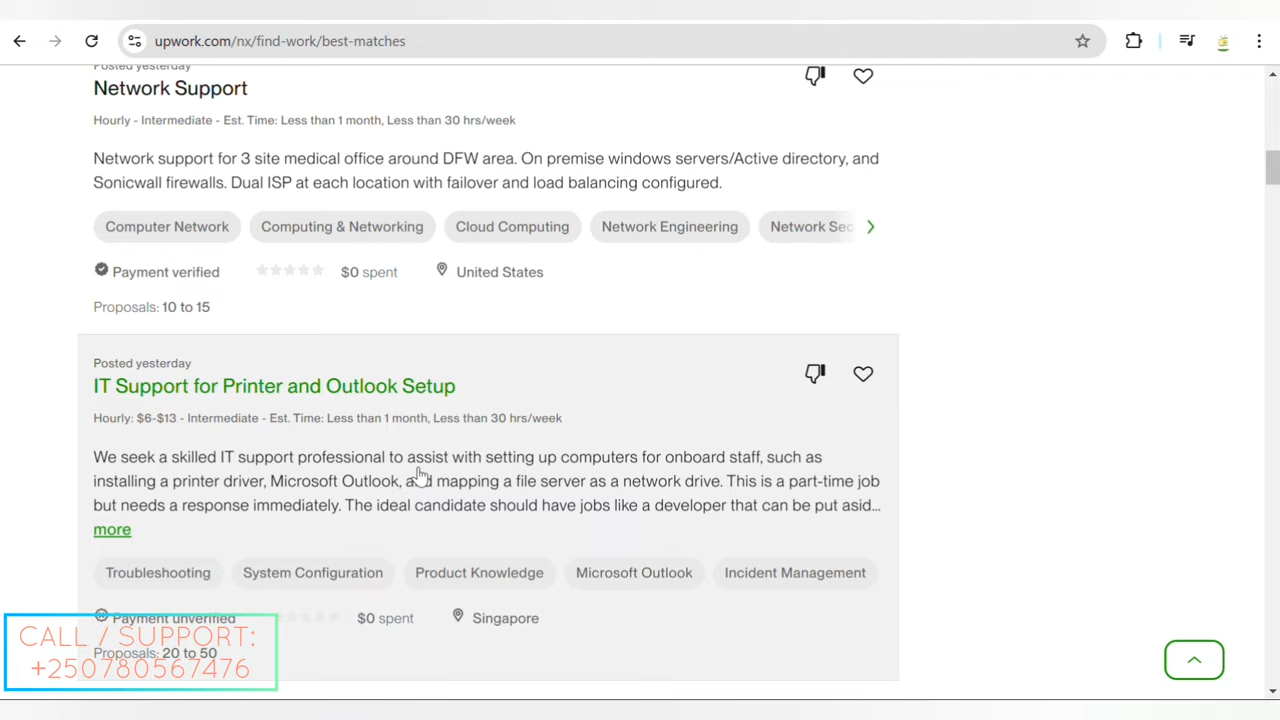 upwork.com/nx/find-work/best-matches
Posted yesterday
Network Support
Hourly - Intermediate - Est. Time: Less than 1 month, Less than 30 hrs/week
Network support for 3 site medical office around DFW area. On premise windows servers/Active directory, and
Sonicwall firewalls. Dual ISP at each location with failover and load balancing configured.
Computer Network Computing & Networking Cloud Computing Network Engineering Network Sec
Payment verified $0 spent United States
Proposals: 10 to 15
Posted yesterday
IT Support for Printer and Outlook Setup
Hourly: $6-$13 - Intermediate - Est. Time: Less than 1 month, Less than 30 hrs/week
We seek a skilled IT support professional to assist with setting up computers for onboard staff, such as
installing a printer driver, Microsoft Outlook, and mapping a file server as a network drive. This is a part-time job
but needs a response immediately. The ideal candidate should have jobs like a developer that can be put asid...
more
Troubleshooting System Configuration Product Knowledge Microsoft Outlook Incident Management
Payment unverified $0 spent Singapore
CALL / SUPPORT:
Proposals: 20 to 50
+250780567476